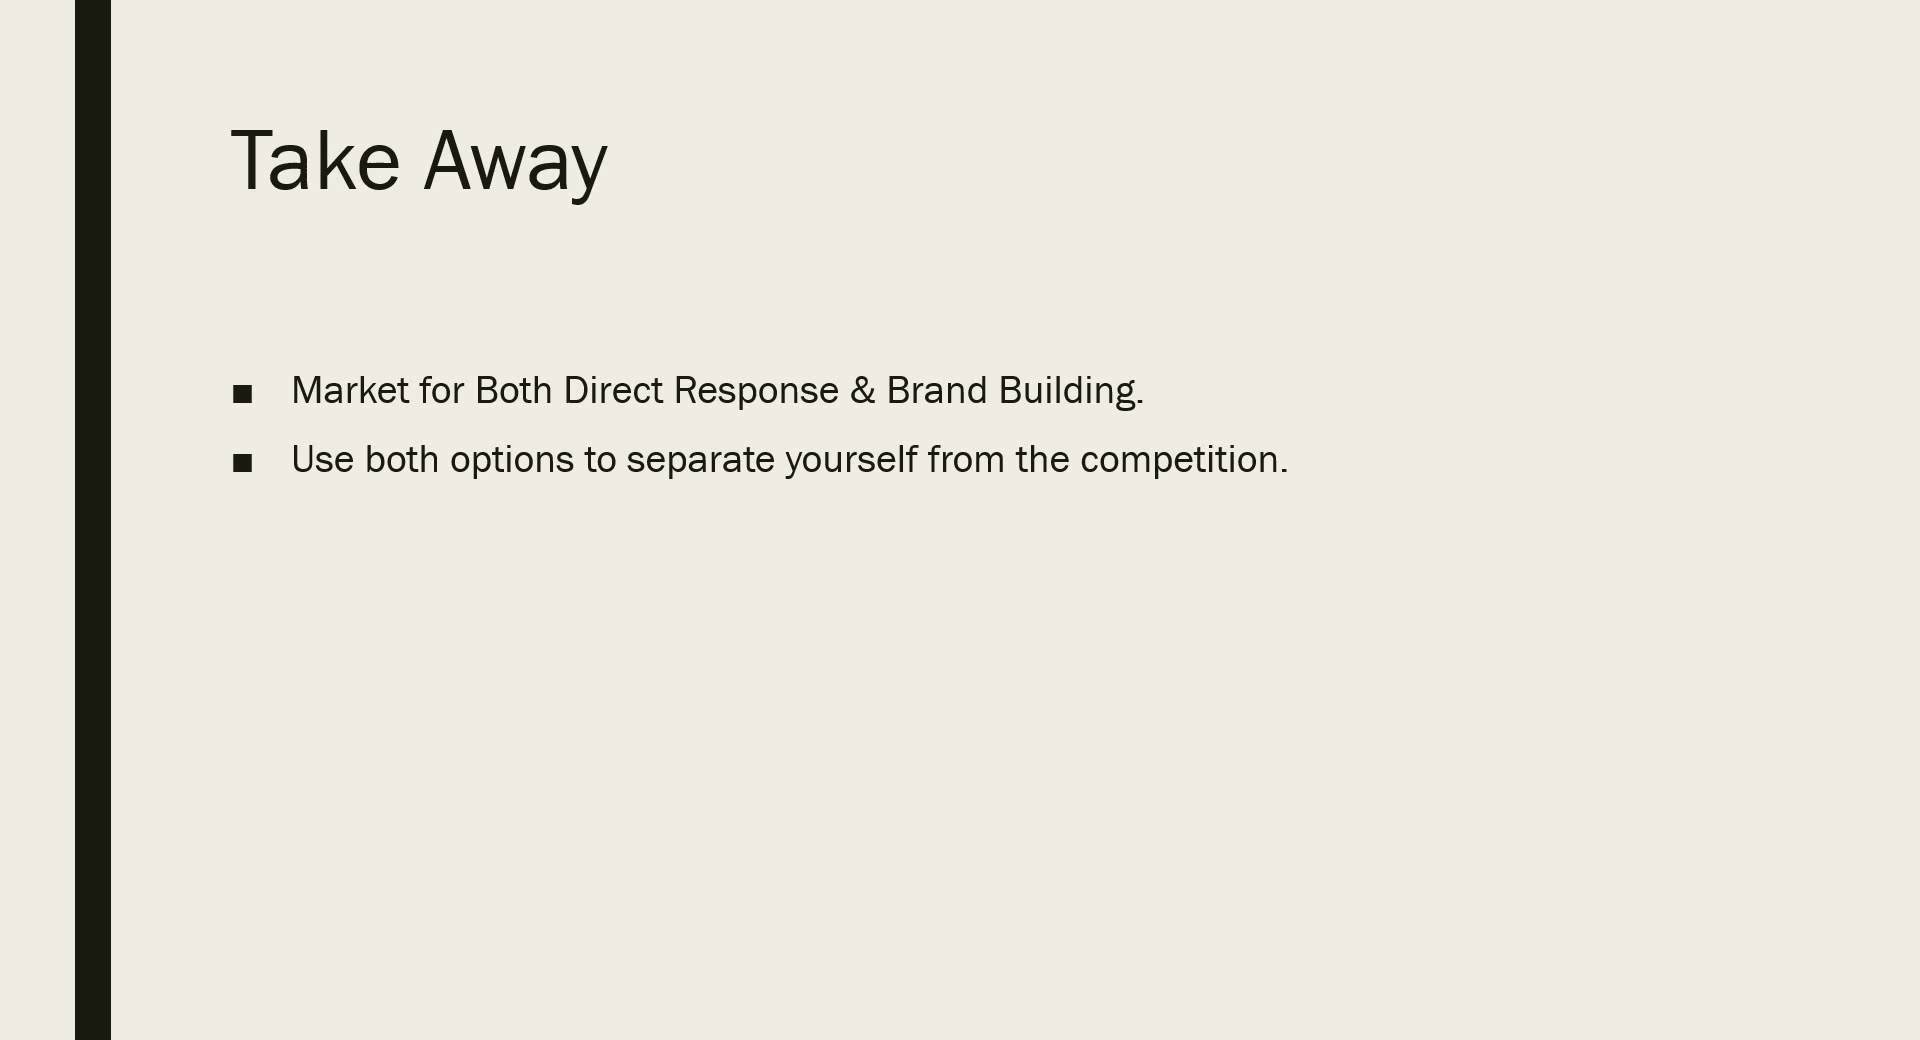 Take Away
■ Market for Both Direct Response & Brand Building.
■ Use both options to separate yourself from the competition.